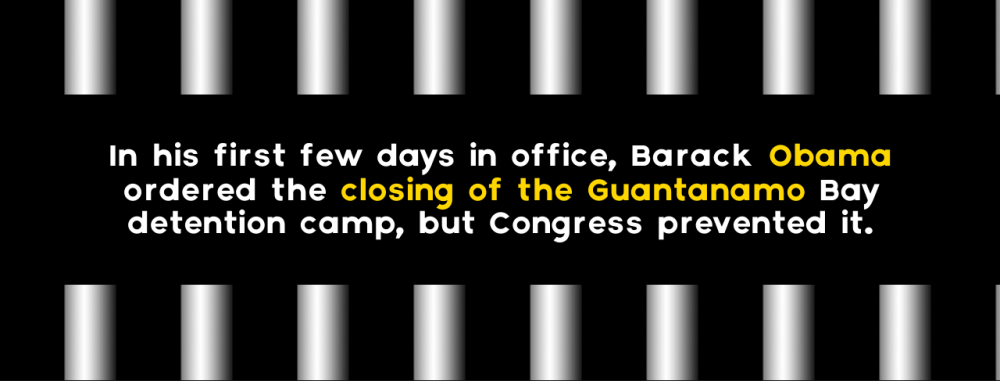 In his first few days in office, Barack Obama
ordered the closing of the Guantanamo Bay
detention camp, but Congress prevented it.